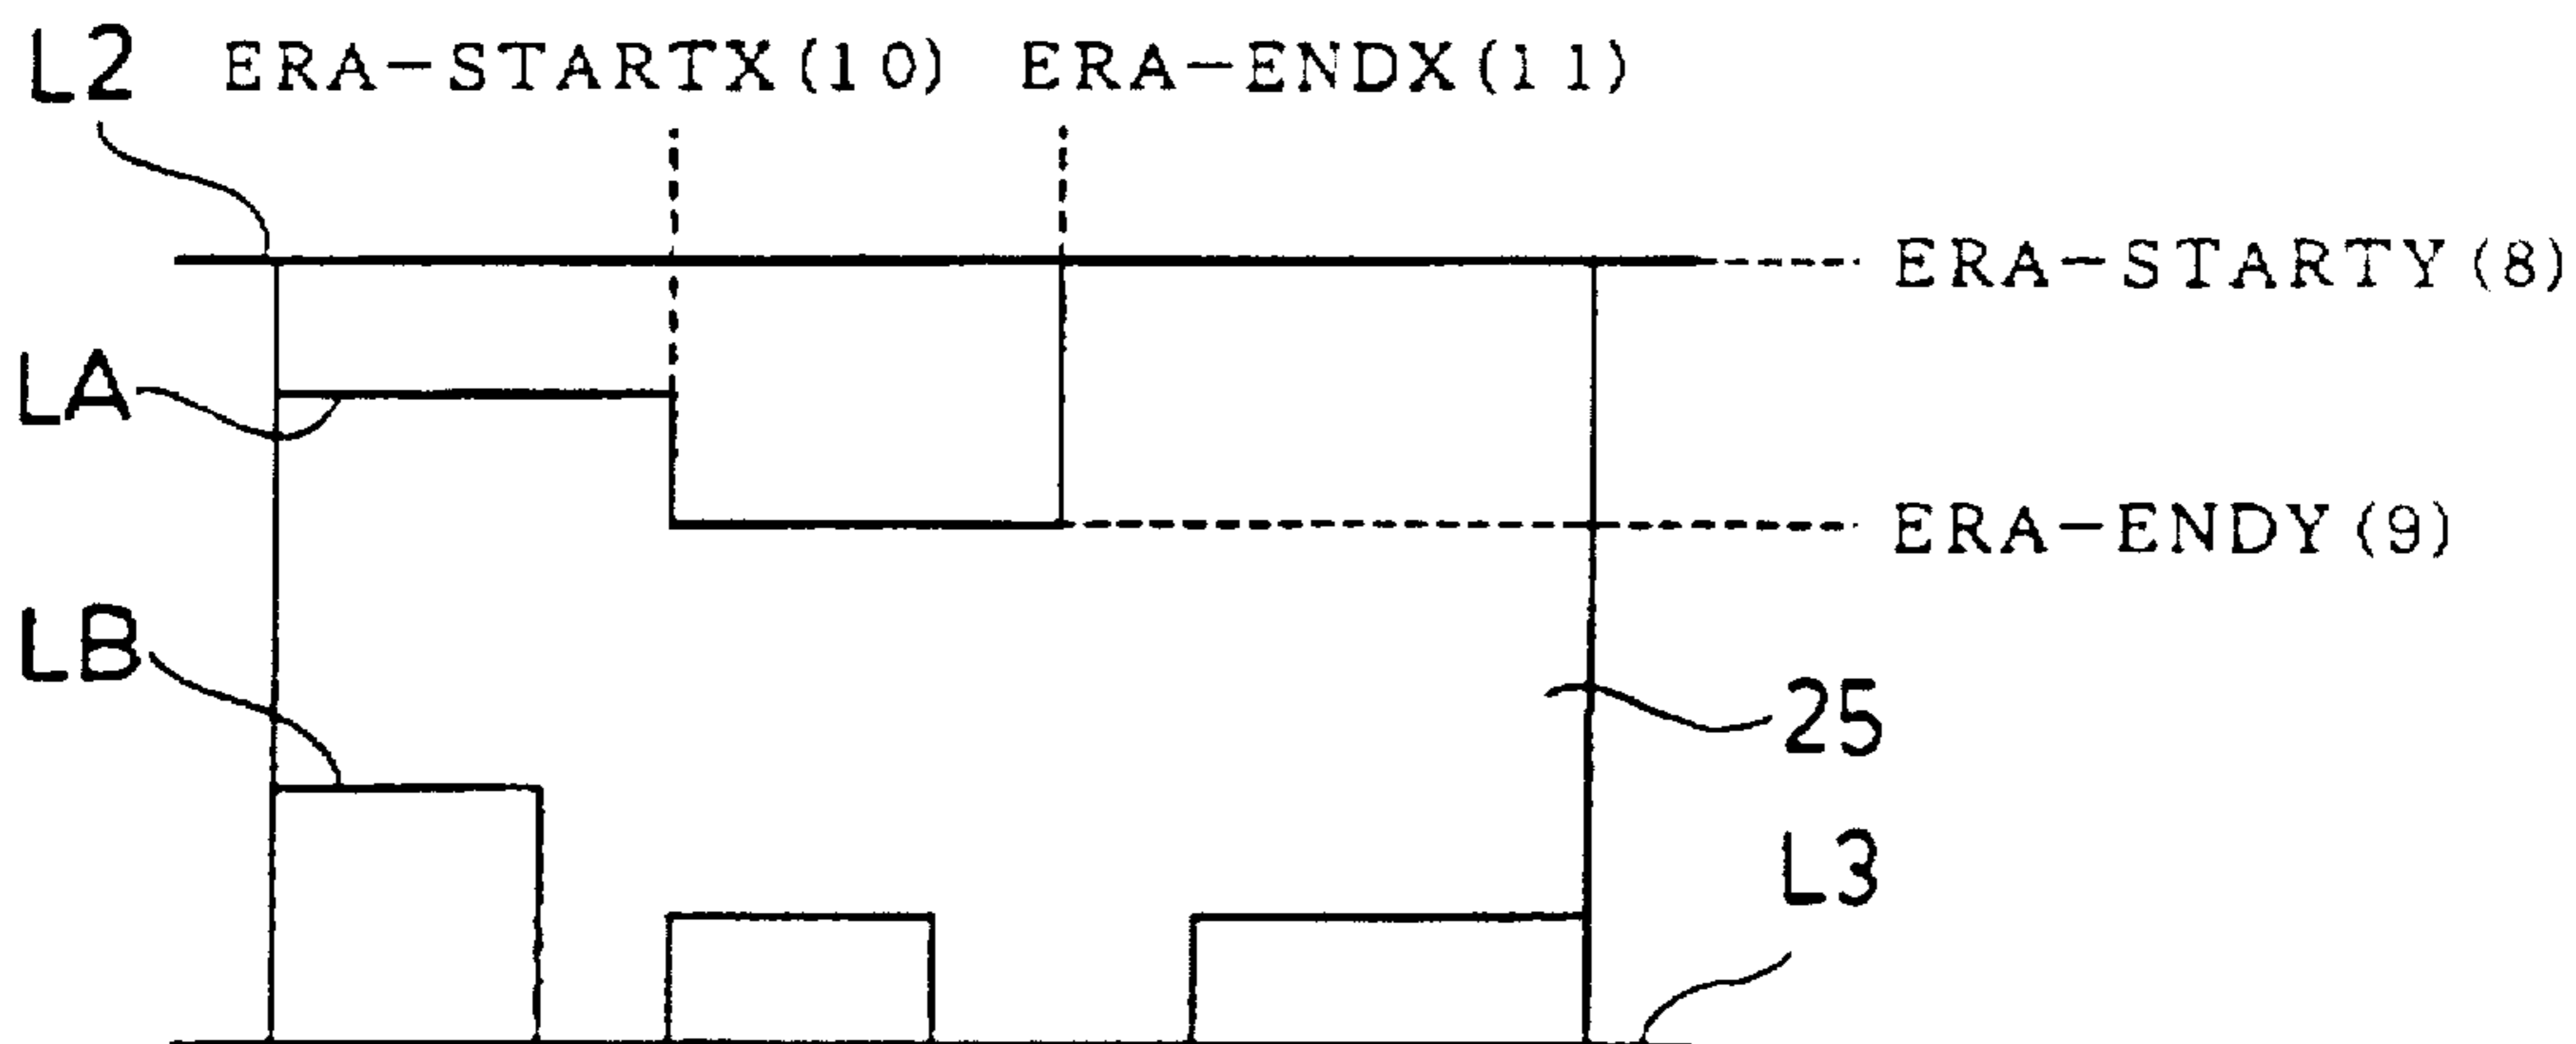 L2 ERA-STARTX(10) ERA-ENDX(11)
ERA-STARTY(8)
LA
ERA-ENDY(9)
LB
25
L3